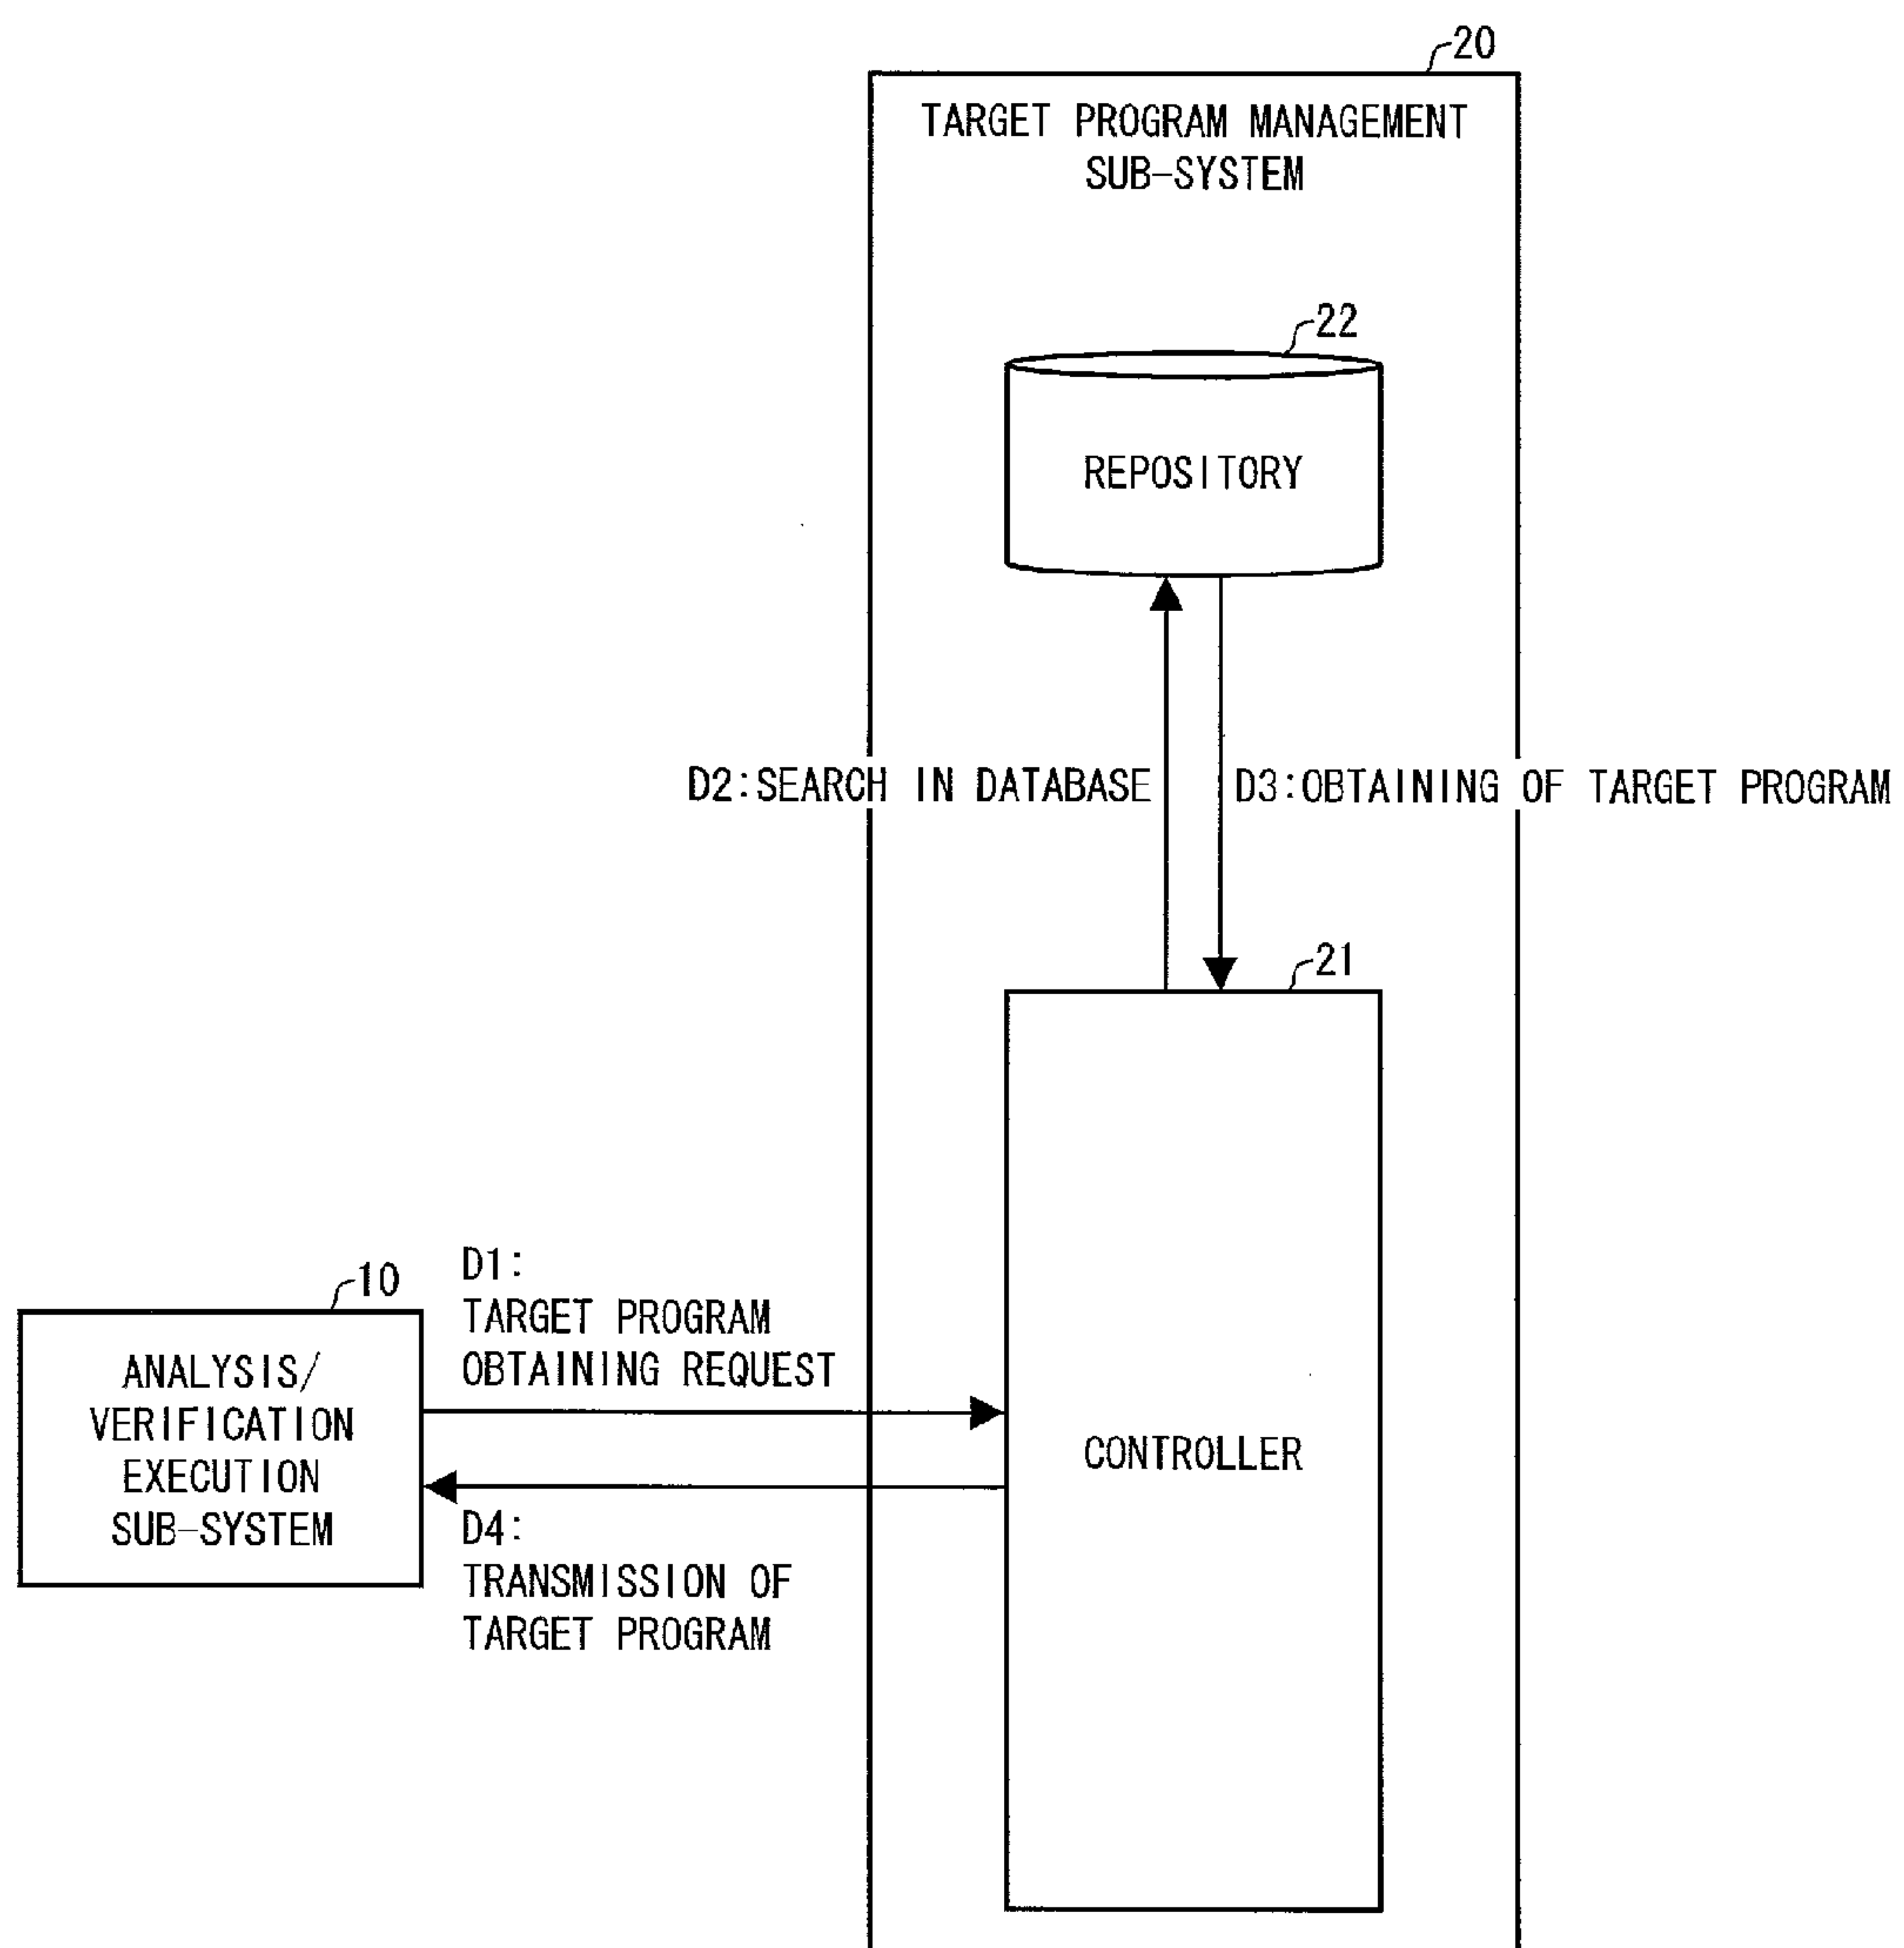 20
TARGET PROGRAM MANAGEMENT
SUB-SYSTEM
22
REPOSITORY
D2:SEARCH IN DATABASE
D3:OBTAINING OF TARGET PROGRAM
21
CONTROLLER
10
ANALYSIS/
VERIFICATION
EXECUTION
SUB-SYSTEM
D1:
TARGET PROGRAM
OBTAINING REQUEST
D4:
TRANSMISSION OF
TARGET PROGRAM